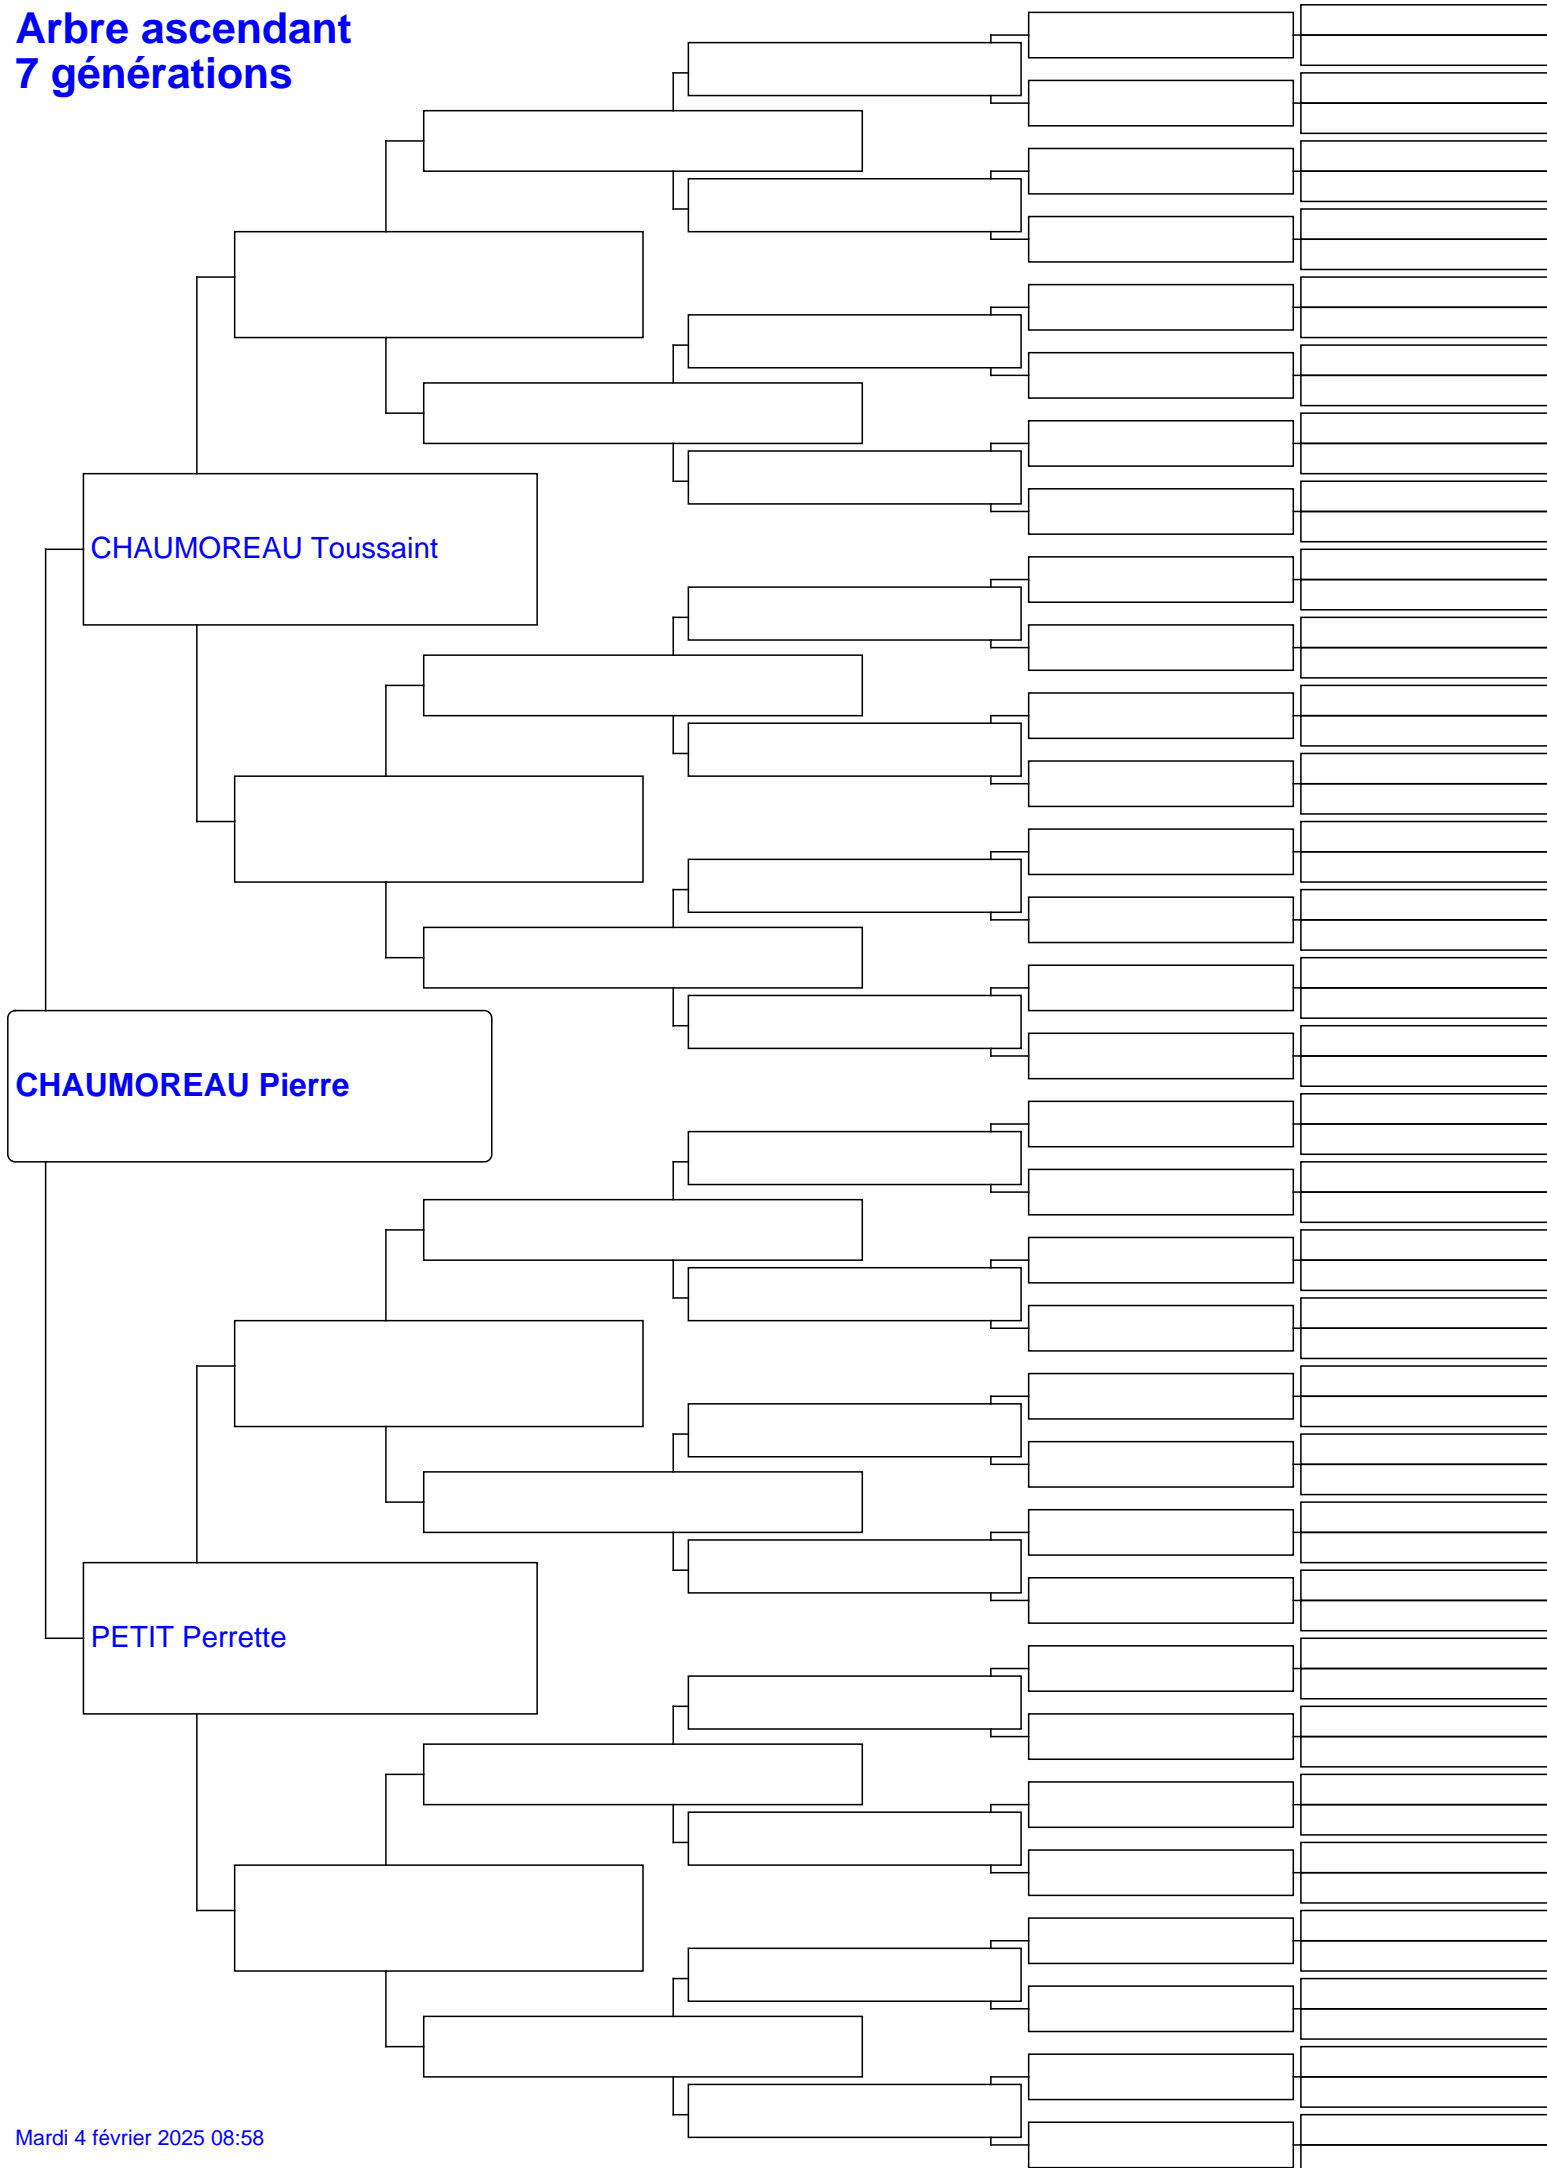 Arbre ascendant
7 générations
CHAUMOREAU Toussaint
CHAUMOREAU Pierre
PETIT Perrette
Mardi 4 février 2025 08:58